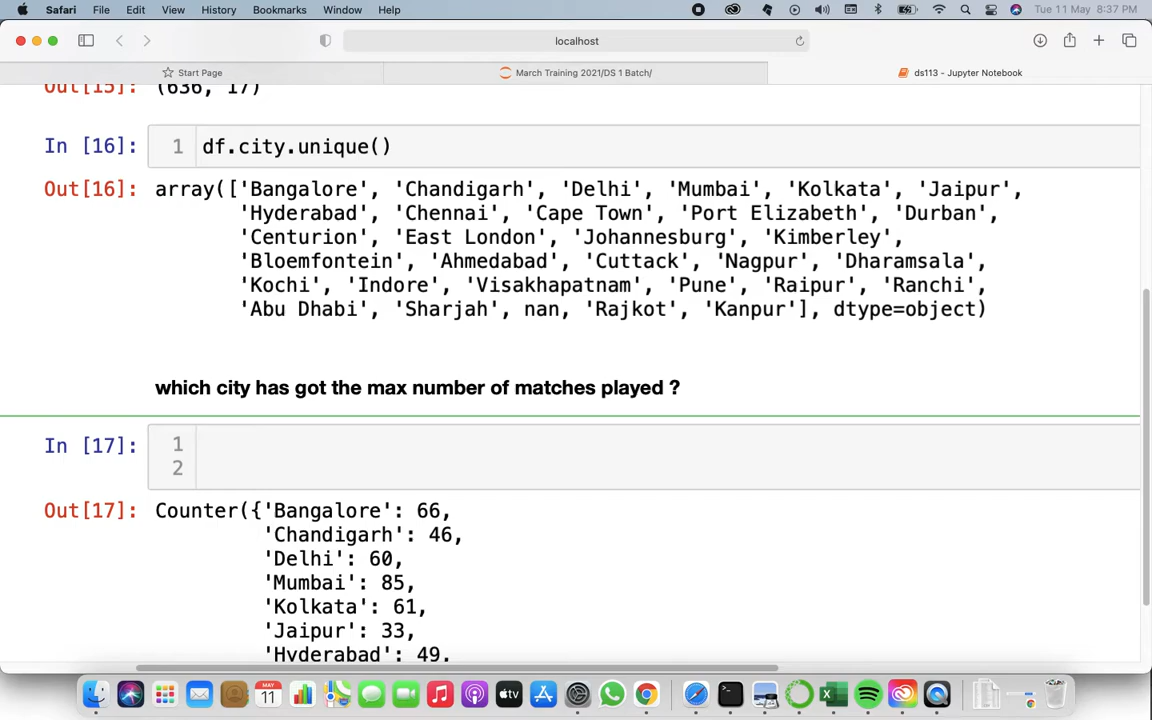 Safari File Edit View History Bookmarks Window Help Tue 11 May 8:37 PM
localhost
Start Page March Training 2021/DS 1 Batch/ ds113 - Jupyter Notebook
Out[15]: (636, 17)
In [16]: 1 df.city.unique()
Out[16]: array(['Bangalore', 'Chandigarh', 'Delhi', 'Mumbai', 'Kolkata', 'Jaipur',
'Hyderabad', 'Chennai', 'Cape Town', 'Port Elizabeth', 'Durban',
'Centurion', 'East London', 'Johannesburg', 'Kimberley',
'Bloemfontein', 'Ahmedabad', 'Cuttack', 'Nagpur', 'Dharamsala',
'Kochi', 'Indore', 'Visakhapatnam', 'Pune', 'Raipur', 'Ranchi',
'Abu Dhabi', 'Sharjah', nan, 'Rajkot', 'Kanpur'], dtype=object)
which city has got the max number of matches played ?
In [17]: 1
2
Out[17]: Counter({'Bangalore': 66,
'Chandigarh': 46,
'Delhi': 60,
'Mumbai': 85,
'Kolkata': 61,
'Jaipur': 33,
'Hyderabad': 49,
MAY
11
tv